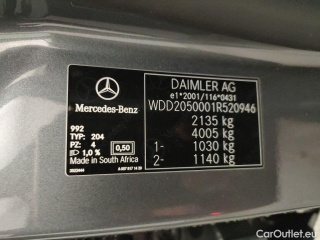 Mercedes-Benz
992
TYP: 204
PZ: 4
1,0 %
0,50
Made in South Africa
DAIMLER AG
e1*2001/116*0431
WDD2050001R520946
2135 kg
4005 kg
1- 1030 kg
2- 1140 kg
CarOutlet.eu